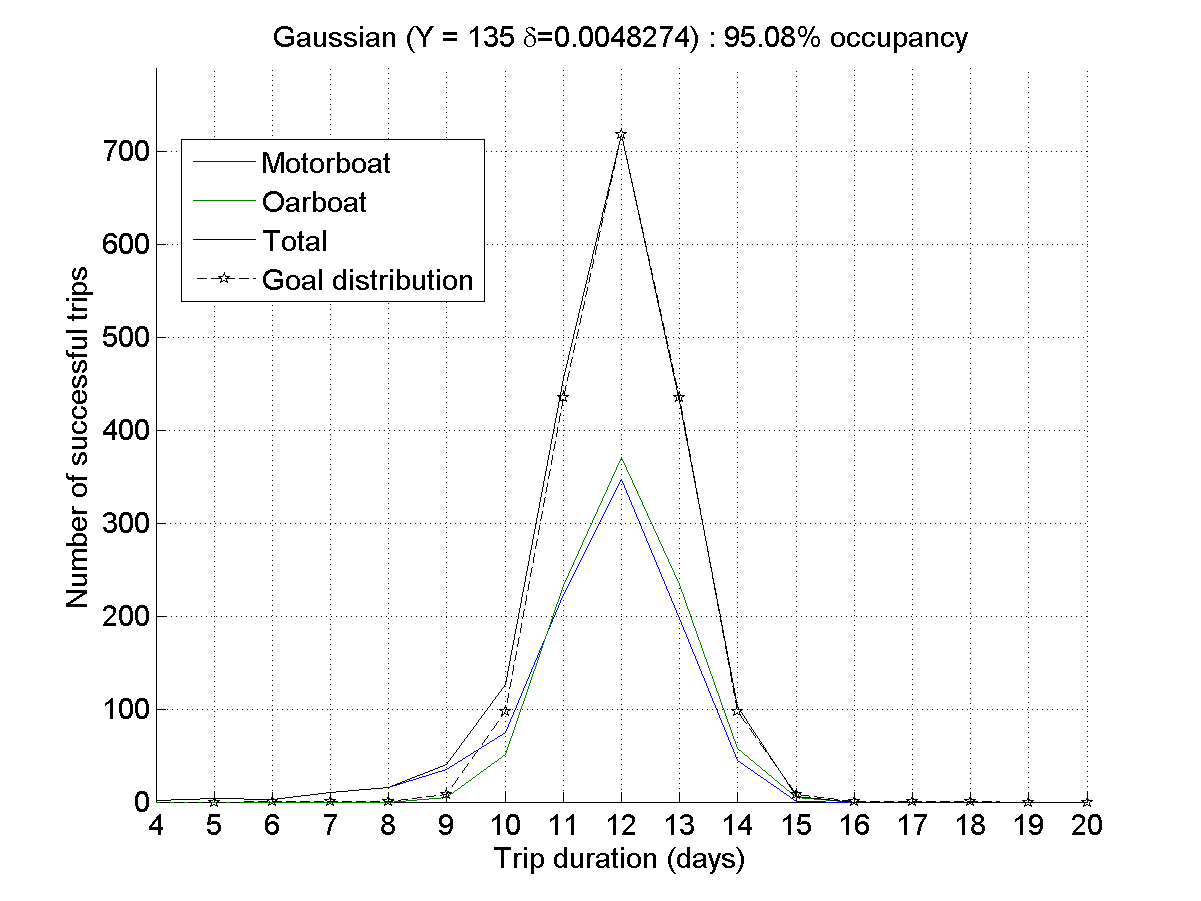 Gaussian (Y = 135 δ=0.0048274) : 95.08% occupancy
Number of successful trips
700
600
500
400
300
200
100
0
Motorboat
Oarboat
Total
Goal distribution
4 5 6 7 8 9 10 11 12 13 14 15 16 17 18 19 20
Trip duration (days)